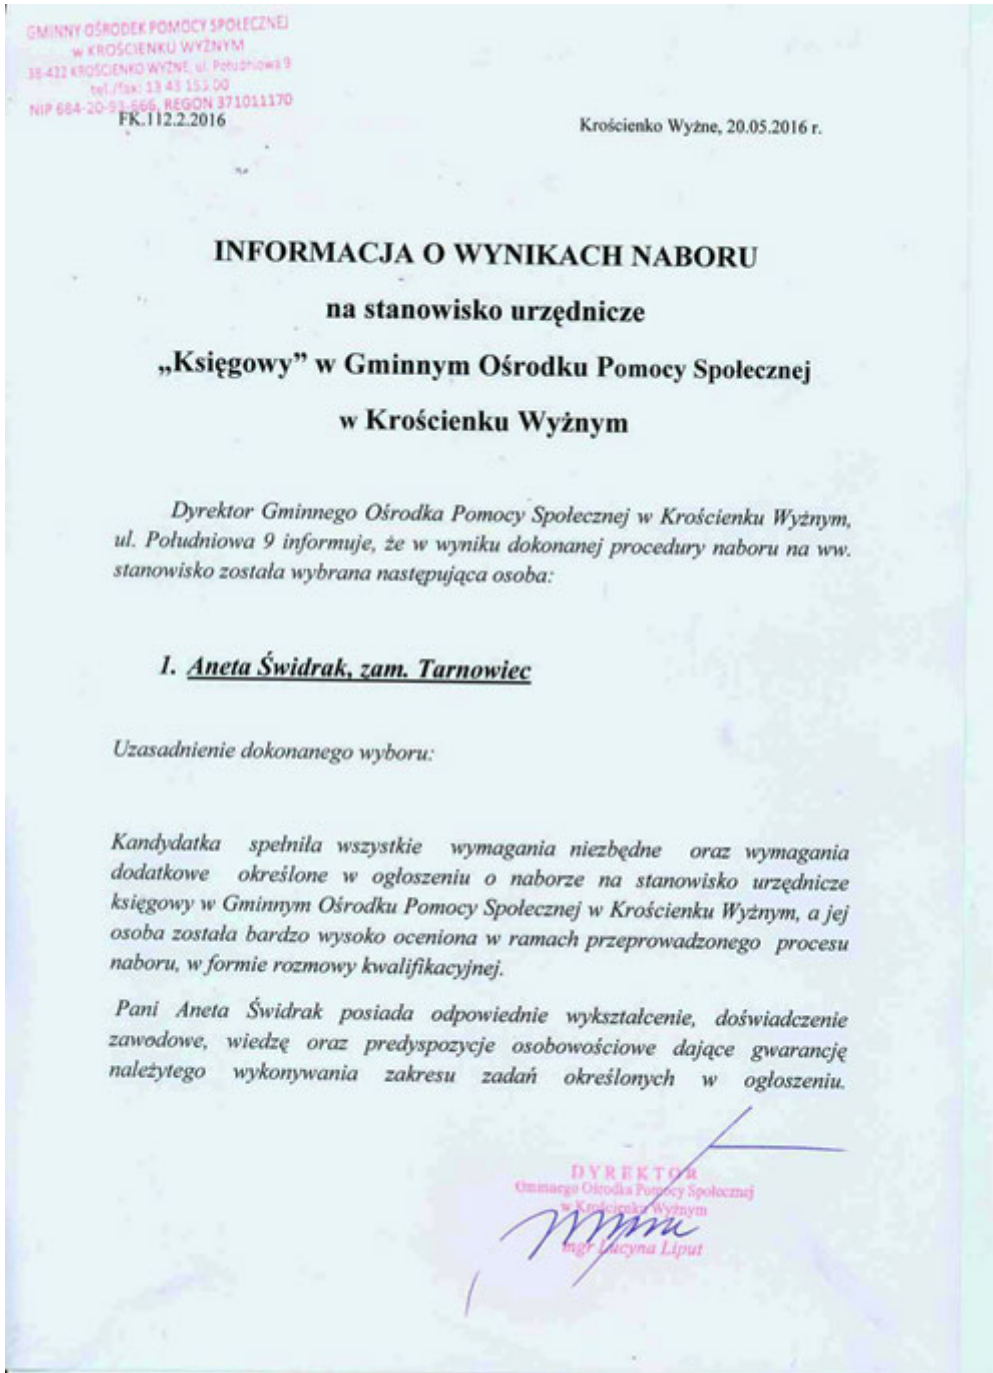 GMINNY OŚRODEK POMOCY SPOŁECZNEJ
w KROŚCIENKU WYŻNYM
38-422 KROŚCIENKO WYŻNE, ul. Południowa 9
tel./fax: 13 43 153 00
NIP 684-20-93-666, REGON 371011170
FK.112.2.2016
Krościenko Wyżne, 20.05.2016 r.
INFORMACJA O WYNIKACH NABORU
na stanowisko urzędnicze
„Księgowy” w Gminnym Ośrodku Pomocy Społecznej
w Krościenku Wyżnym
Dyrektor Gminnego Ośrodka Pomocy Społecznej w Krościenku Wyżnym,
ul. Południowa 9 informuje, że w wyniku dokonanej procedury naboru na ww.
stanowisko została wybrana następująca osoba:
1. Aneta Świdrak, zam. Tarnowiec
Uzasadnienie dokonanego wyboru:
Kandydatka spełniła wszystkie wymagania niezbędne oraz wymagania
dodatkowe określone w ogłoszeniu o naborze na stanowisko urzędnicze
księgowy w Gminnym Ośrodku Pomocy Społecznej w Krościenku Wyżnym, a jej
osoba została bardzo wysoko oceniona w ramach przeprowadzonego procesu
naboru, w formie rozmowy kwalifikacyjnej.
Pani Aneta Świdrak posiada odpowiednie wykształcenie, doświadczenie
zawodowe, wiedzę oraz predyspozycje osobowościowe dające gwarancję
należytego wykonywania zakresu zadań określonych w ogłoszeniu.
DYREKTOR
Gminnego Ośrodka Pomocy Społecznej
w Krościenku Wyżnym
mgr Lucyna Liput